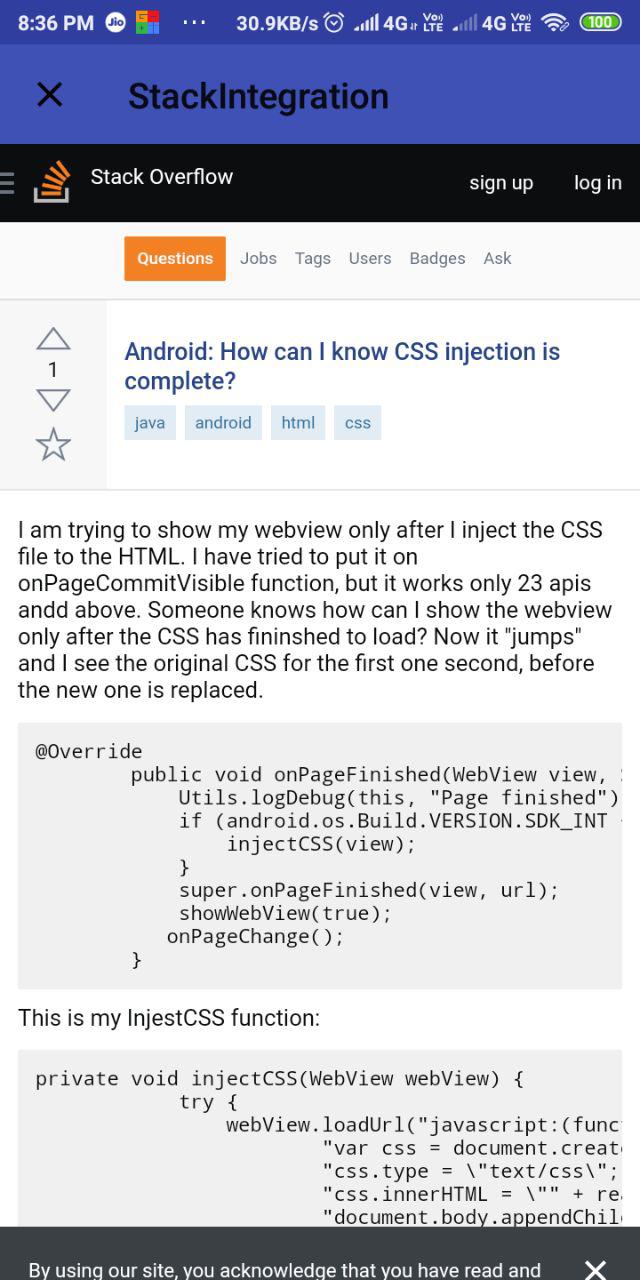 8:36 PM Jio ... 30.9KB/s 4G Vo) LTE 4G Vo) LTE 100
StackIntegration
Stack Overflow sign up log in
Questions Jobs Tags Users Badges Ask
1
Android: How can I know CSS injection is
complete?
java android html css
I am trying to show my webview only after I inject the CSS
file to the HTML. I have tried to put it on
onPageCommitVisible function, but it works only 23 apis
andd above. Someone knows how can I show the webview
only after the CSS has fininshed to load? Now it "jumps"
and I see the original CSS for the first one second, before
the new one is replaced.
@Override
public void onPageFinished(WebView view,
Utils.logDebug(this, "Page finished")
if (android.os.Build.VERSION.SDK_INT
injectCSS(view);
}
super.onPageFinished(view, url);
showWebView(true);
onPageChange();
}
This is my InjestCSS function:
private void injectCSS(WebView webView) {
try {
webView.loadUrl("javascript:(func
"var css = document.creat
"css.type = \"text/css\";
"css.innerHTML = \"" + re
"document.body.appendChil
By using our site, you acknowledge that you have read and